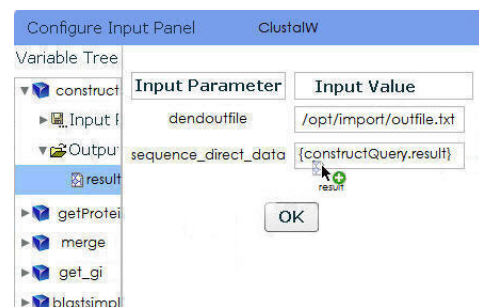 Configure Input Panel ClustalW
Variable Tree
construct
Input Parameter Input Value
Input
dendoutfile /opt/import/outfile.txt
Outpu
sequence_direct_data {constructQuery.result}
result
result
getProtei
OK
merge
get_gi
blastsimpl